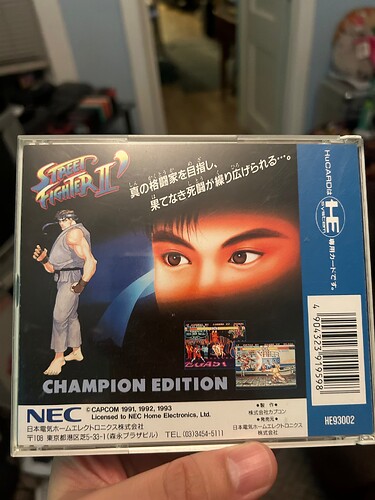 STREET
FIGHTER II'
真の格闘家を目指し、
果てなき死闘が繰り広げられる…。
HuCARDは
HE
SYSTEM
専用カードです。
CHAMPION EDITION
4 904323 919598
HE93002
NEC
©CAPCOM 1991, 1992, 1993
Licensed to NEC Home Electronics, Ltd.
日本電気ホームエレクトロニクス株式会社
〒108 東京都港区芝5-33-1(森永プラザビル) TEL(03)3454-5111
●製作●
株式会社カプコン
●発売元●
日本電気ホームエレクトロニクス
株式会社